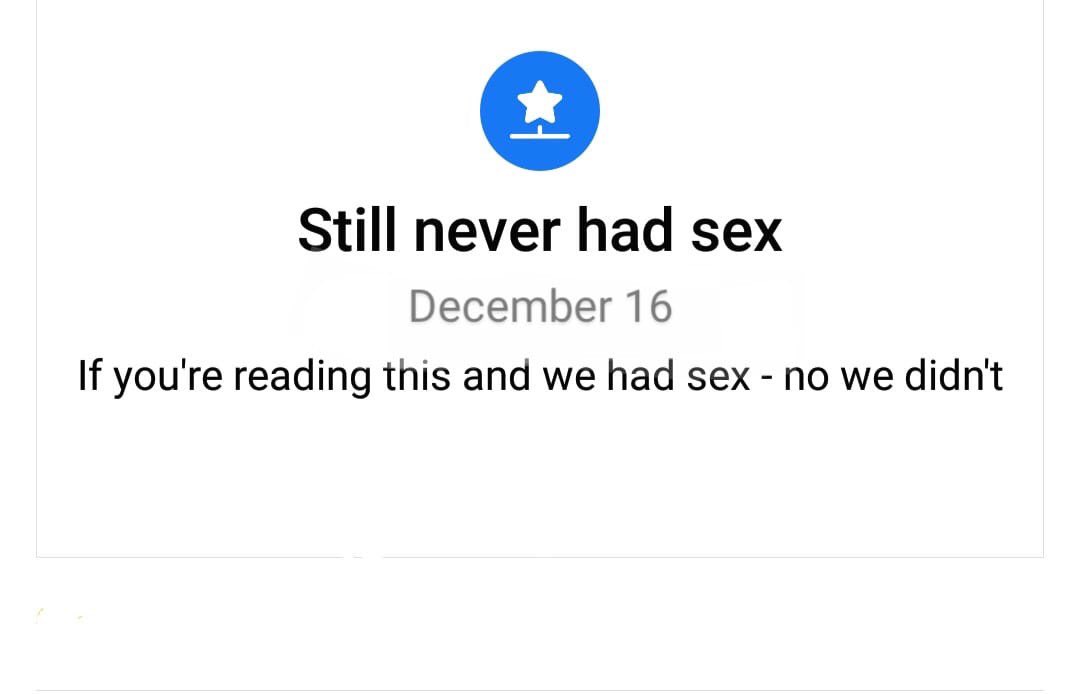 Still never had sex
December 16
If you're reading this and we had sex - no we didn't